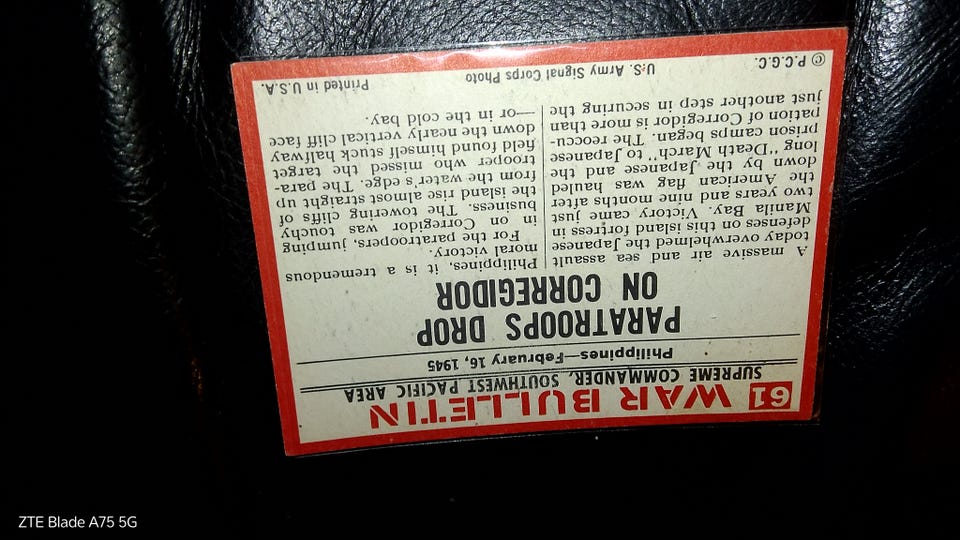 61 WAR BULLETIN
SUPREME COMMANDER, SOUTHWEST PACIFIC AREA
Philippines—February 16, 1945
PARATROOPS DROP
ON CORREGIDOR
A massive air and sea assault
today overwhelmed the Japanese
defenses on this island fortress in
Manila Bay. Victory came just
two years and nine months after
the American flag was hauled
down by the Japanese and the
long "Death March" to Japanese
prison camps began. The reoccu-
pation of Corregidor is more than
just another step in securing the
Philippines, it is a tremendous
moral victory.
For the paratroopers, jumping
in on Corregidor was touchy
business. The towering cliffs of
the island rise almost straight up
from the water's edge. The para-
trooper who missed the target
field found himself stuck halfway
down the nearly vertical cliff face
—or in the cold bay.
© P.C.G.C.
U.S. Army Signal Corps Photo
Printed in U.S.A.
ZTE Blade A75 5G